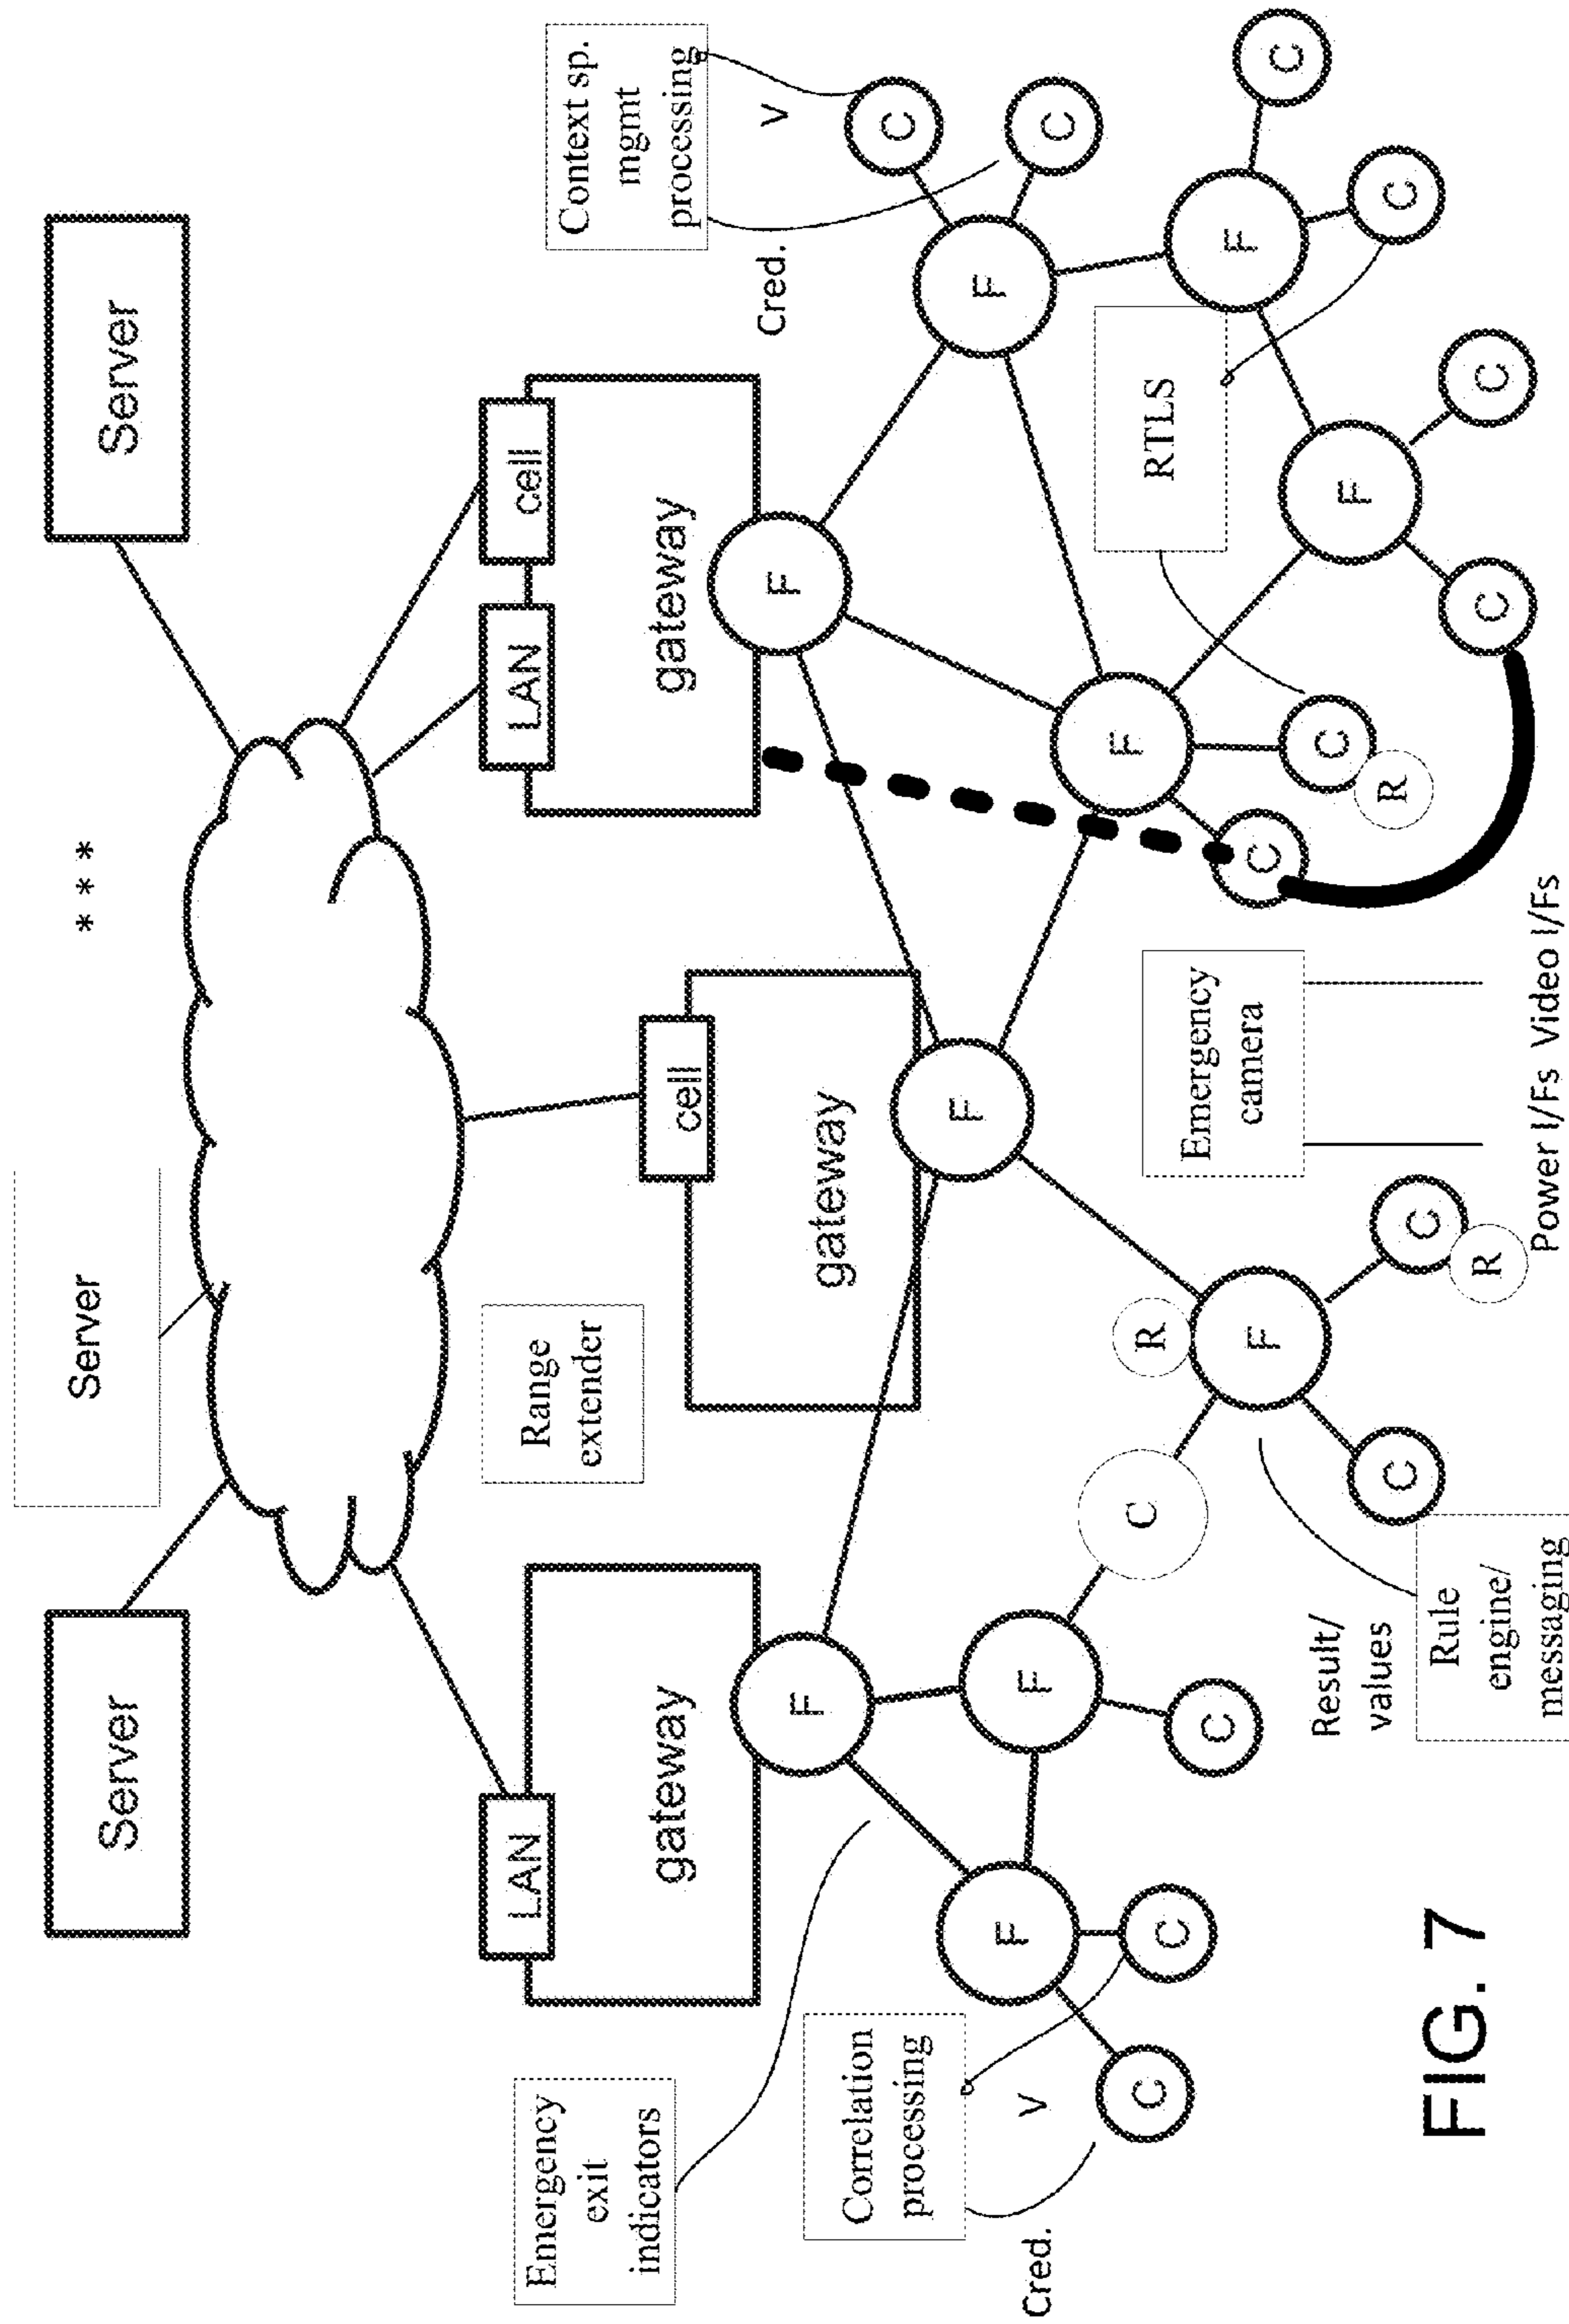 Server
Server
* * *
Server
LAN
Range
extender
LAN
cell
Emergency
exit
indicators
Context sp.
mgmt
processing
gateway
cell
gateway
gateway
F
F
Cred.
V
Correlation
processing
C
F
F
F
C
Cred.
V
F
F
C
C
C
C
C
R
F
Emergency
camera
F
C
C
R
RTLS
F
C
C
F
C
C
C
C
R
Result/
values
Rule
engine/
messaging
Power I/Fs Video I/Fs
FIG. 7